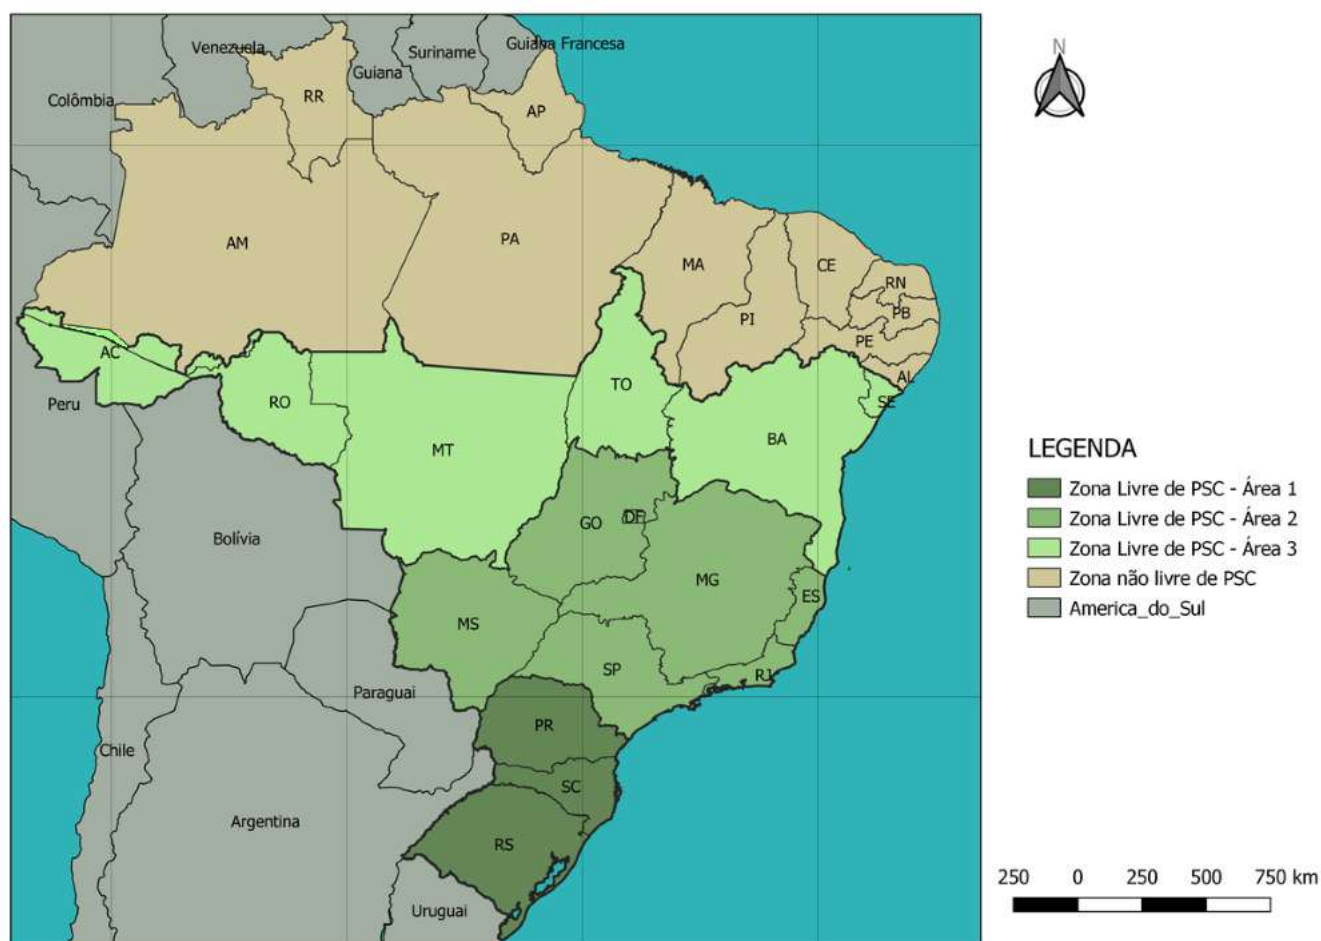 Venezuela
Suriname
Guiana Francesa
Guiana
Colômbia
RR
AP
AM
PA
MA
CE
RN
PB
PI
PE
AL
AC
TO
SE
Peru
RO
MT
BA
Bolívia
GO
DF
MG
ES
MS
SP
RJ
Paraguai
PR
Chile
SC
Argentina
RS
Uruguai
N
LEGENDA
Zona Livre de PSC - Área 1
Zona Livre de PSC - Área 2
Zona Livre de PSC - Área 3
Zona não livre de PSC
America_do_Sul
250 0 250 500 750 km